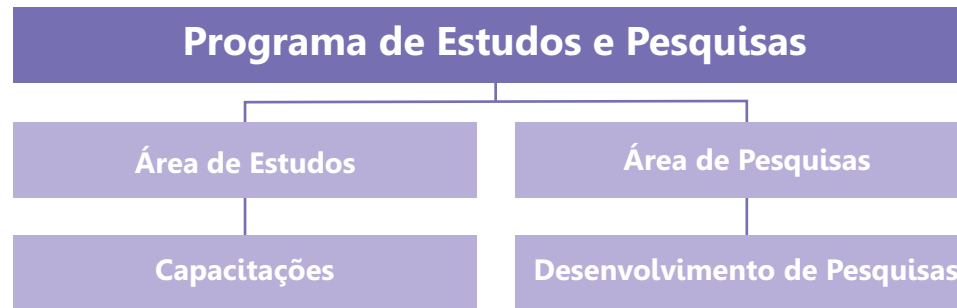 Programa de Estudos e Pesquisas
Área de Estudos
Área de Pesquisas
Capacitações
Desenvolvimento de Pesquisas